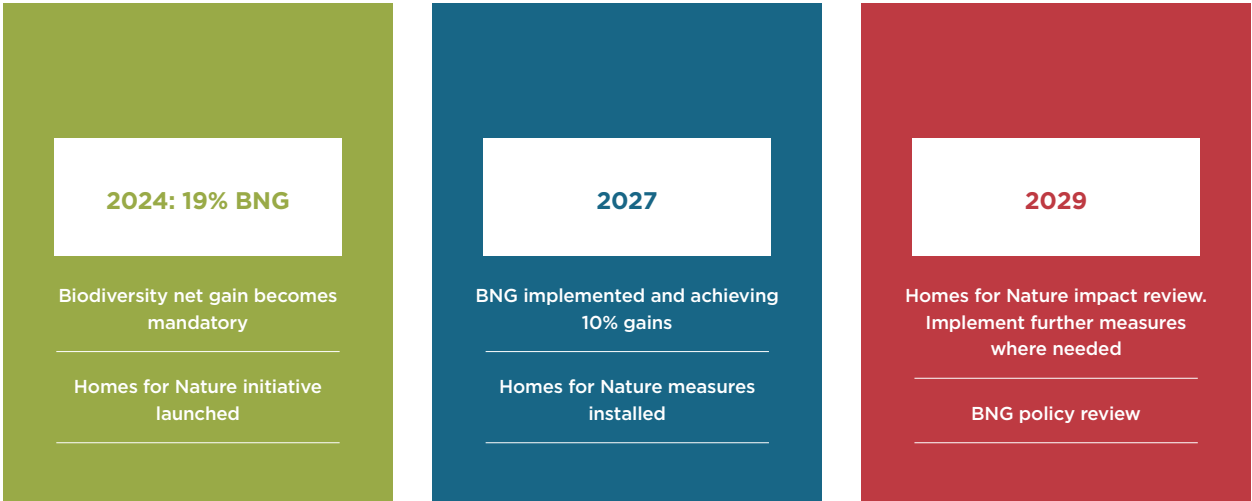 2024: 19% BNG
Biodiversity net gain becomes
mandatory
Homes for Nature initiative
launched
2027
BNG implemented and achieving
10% gains
Homes for Nature measures
installed
2029
Homes for Nature impact review.
Implement further measures
where needed
BNG policy review